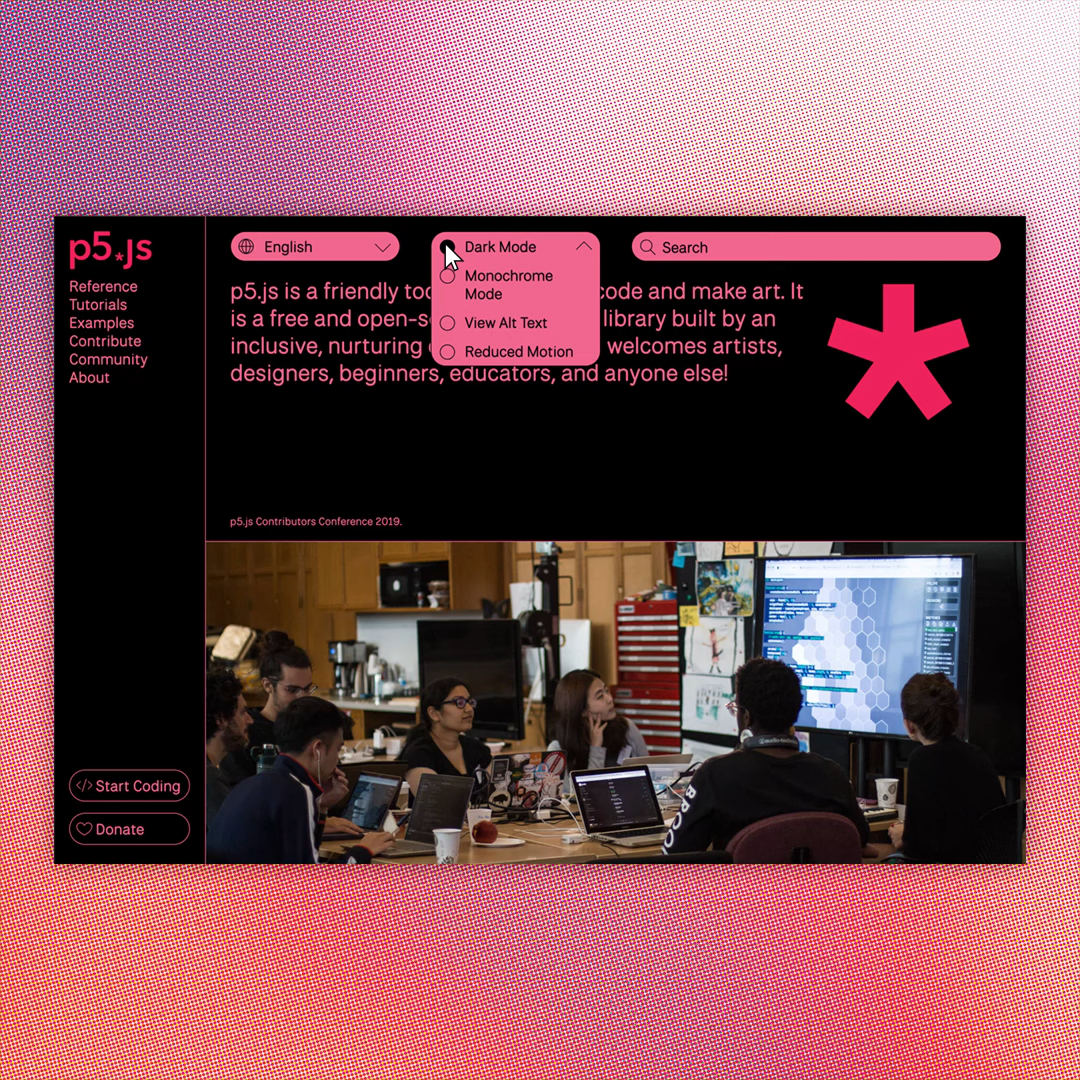 p5.js
Reference
Tutorials
Examples
Contribute
Community
About
</> Start Coding
Donate
English
Dark Mode
Monochrome
Mode
View Alt Text
Reduced Motion
Search
p5.js is a friendly code and make art. It
is a free and library built by an
inclusive, nurturing welcomes artists,
designers, beginners, educators, and anyone else!
p5.js Contributors Conference 2019.